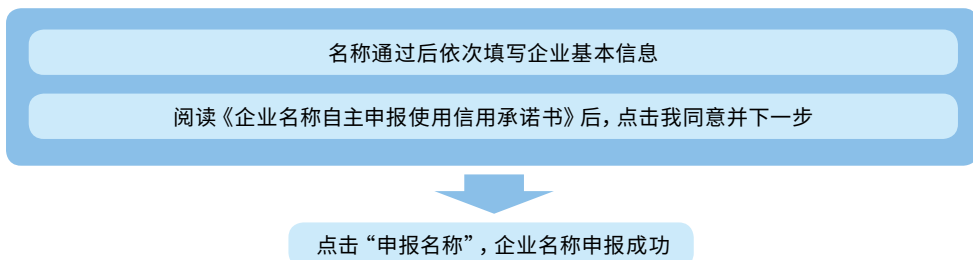 名称通过后依次填写企业基本信息
阅读《企业名称自主申报使用信用承诺书》后，点击我同意并下一步
点击“申报名称”，企业名称申报成功